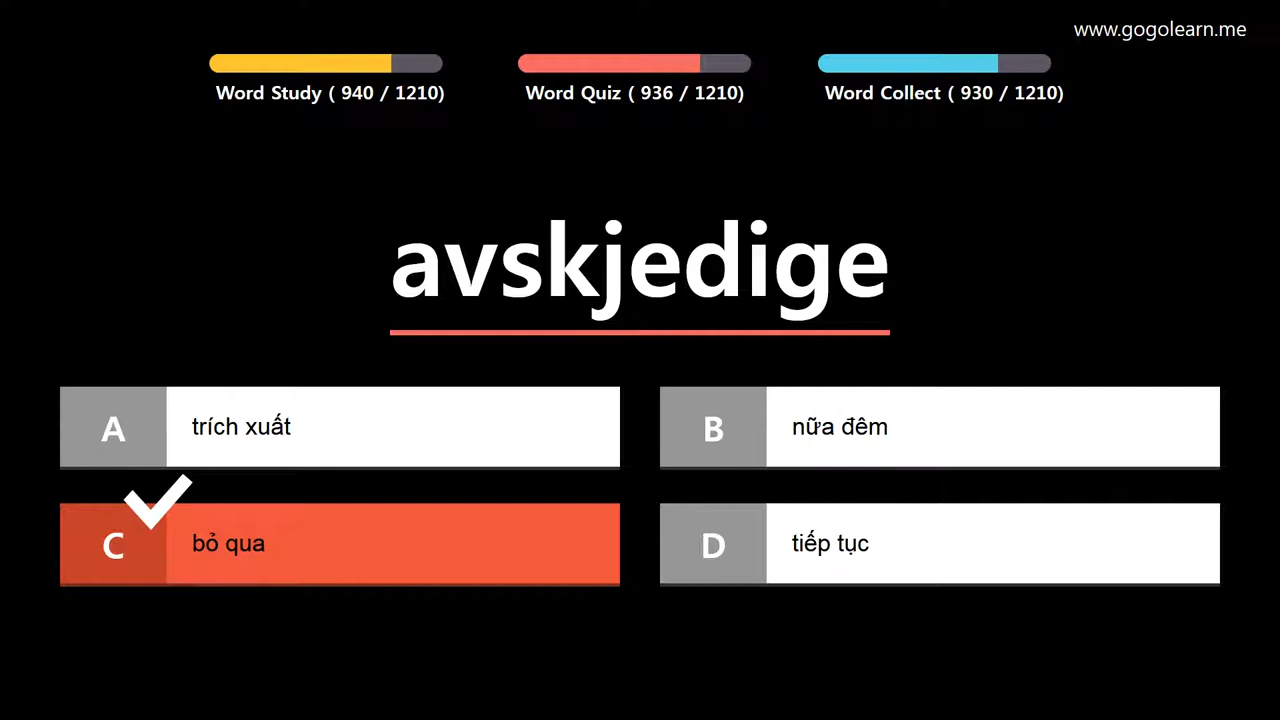 www.gogolearn.me
Word Study ( 940 / 1210)
Word Quiz ( 936 / 1210)
Word Collect ( 930 / 1210)
avskjedige
A trích xuất
B nữa đêm
C bỏ qua
D tiếp tục